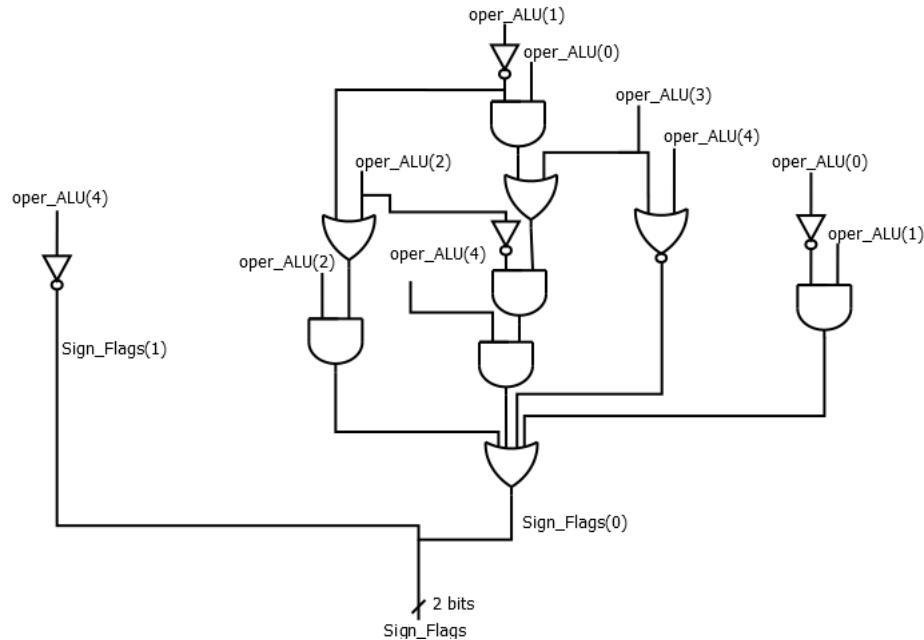 oper_ALU(1)
oper_ALU(0)
oper_ALU(3)
oper_ALU(4)
oper_ALU(2)
oper_ALU(0)
oper_ALU(4)
oper_ALU(1)
oper_ALU(2)
oper_ALU(4)
Sign_Flags(1)
Sign_Flags(0)
2 bits
Sign_Flags